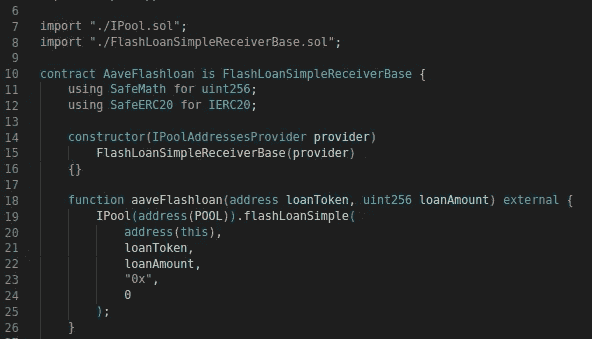 6
7 import "./IPool.sol";
8 import "./FlashLoanSimpleReceiverBase.sol";
9
10 contract AaveFlashloan is FlashLoanSimpleReceiverBase {
11 using SafeMath for uint256;
12 using SafeERC20 for IERC20;
13
14 constructor(IPoolAddressesProvider provider)
15 FlashLoanSimpleReceiverBase(provider)
16 {}
17
18 function aaveFlashloan(address loanToken, uint256 loanAmount) external {
19 IPool(address(POOL)).flashLoanSimple(
20 address(this),
21 loanToken,
22 loanAmount,
23 "0x",
24 0
25 );
26 }